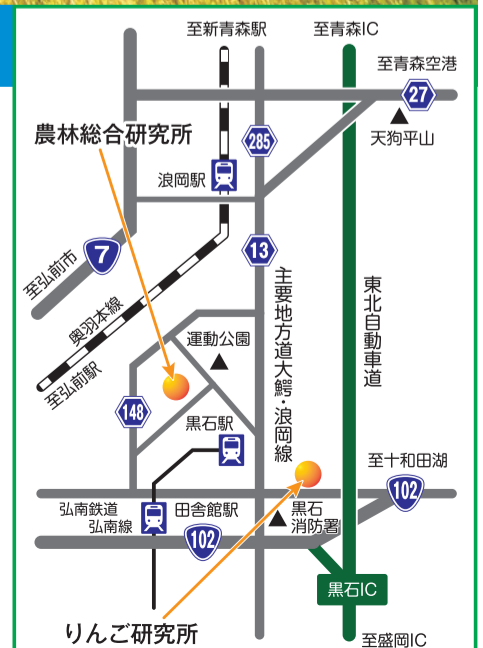 至新青森駅
至青森IC
至青森空港
27
農林総合研究所
285
天狗平山
浪岡駅
7
13
至弘前市
奥羽本線
主要地方道大鰐・浪岡線
東北自動車道
至弘前駅
運動公園
148
黒石駅
至十和田湖
102
弘南鉄道
弘南線
田舎館駅
黒石
消防署
102
黒石IC
りんご研究所
至盛岡IC